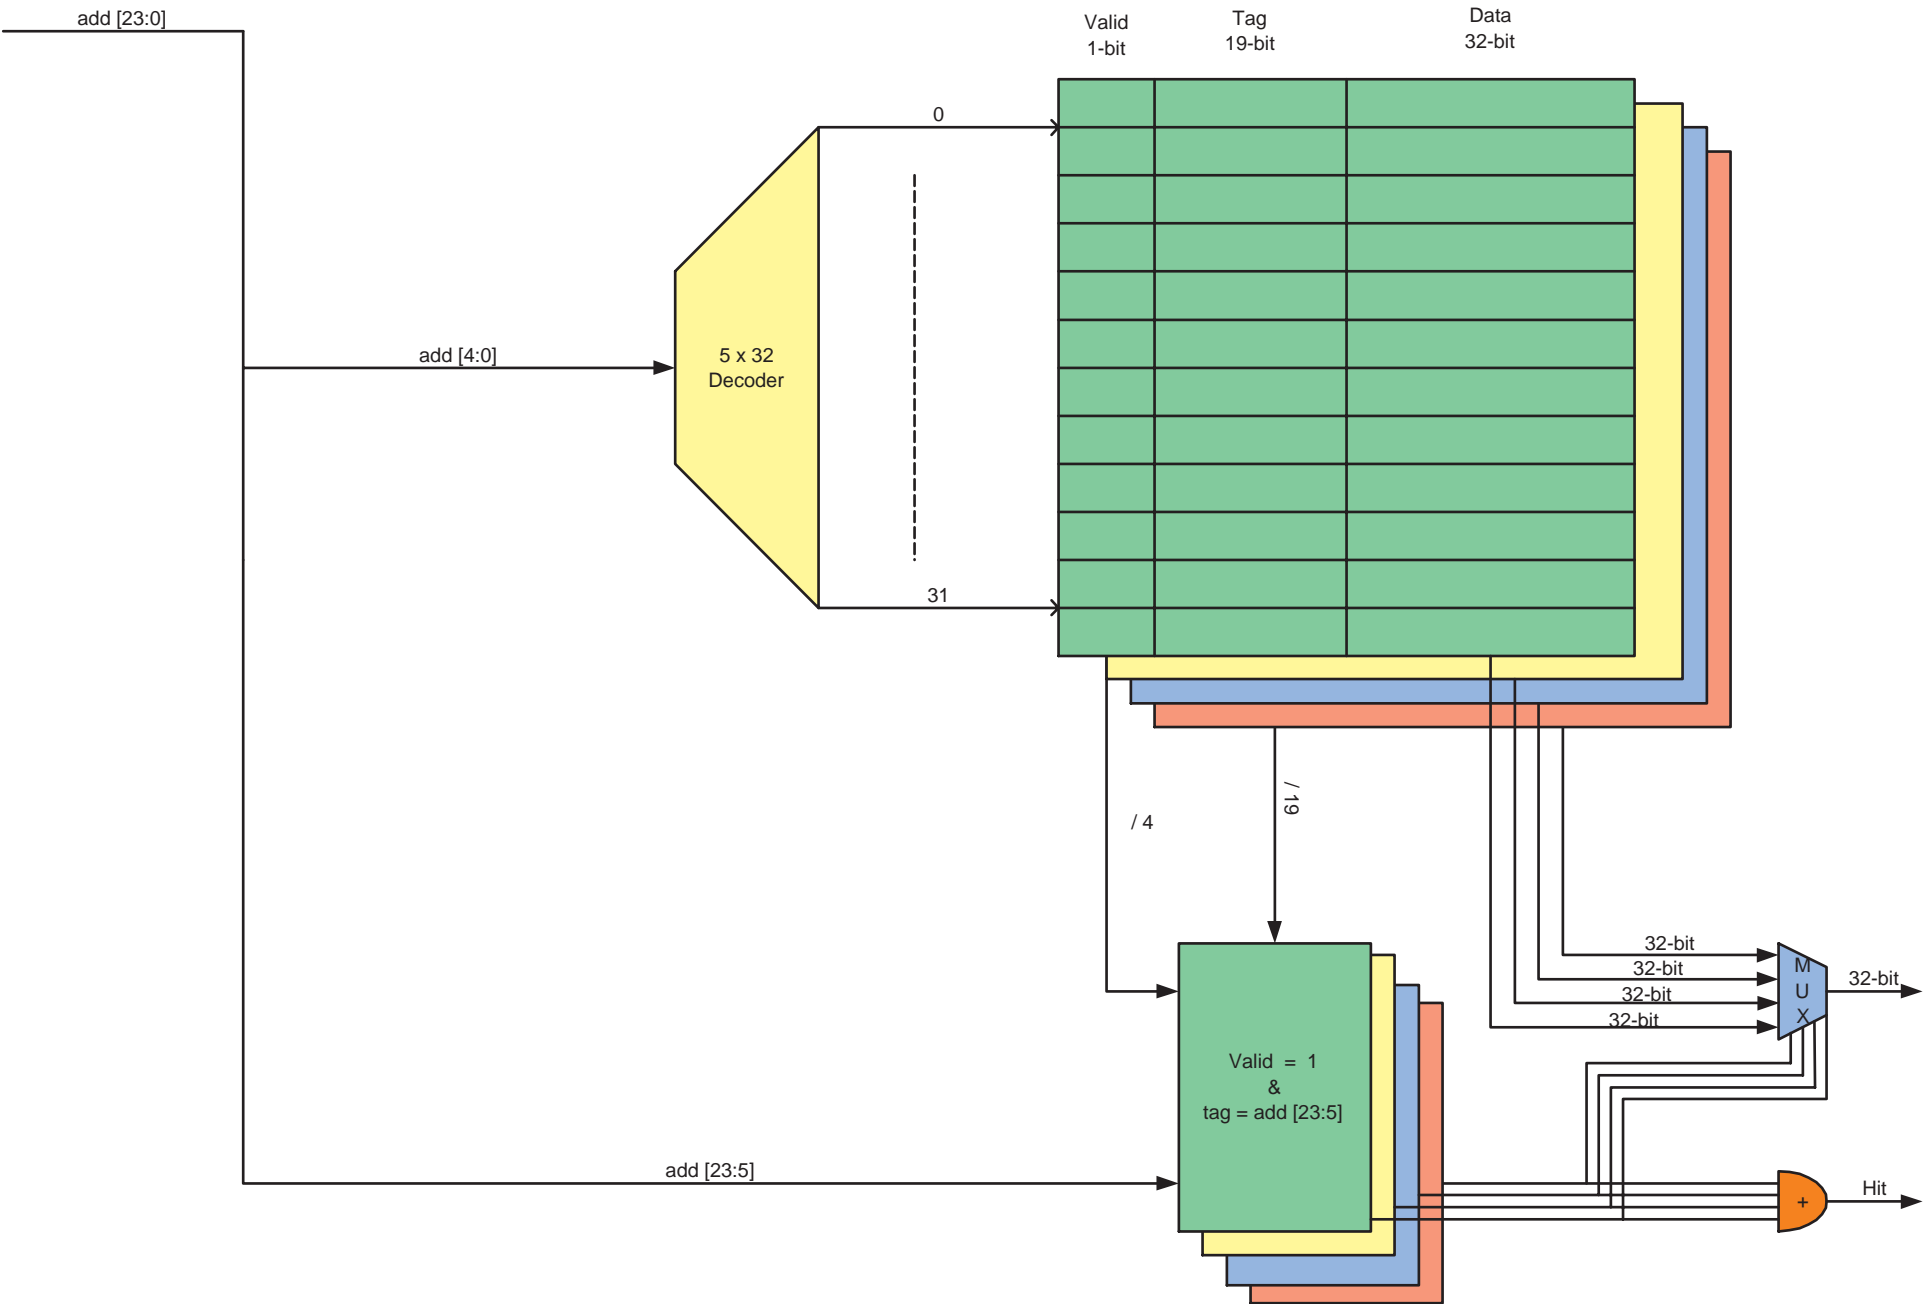 add [23:0]
Valid
1-bit
Tag
19-bit
Data
32-bit
0
add [4:0]
5 x 32
Decoder
31
/ 4
/ 19
32-bit
32-bit
32-bit
32-bit
M
U
X
32-bit
Valid = 1
&
tag = add [23:5]
add [23:5]
+
Hit